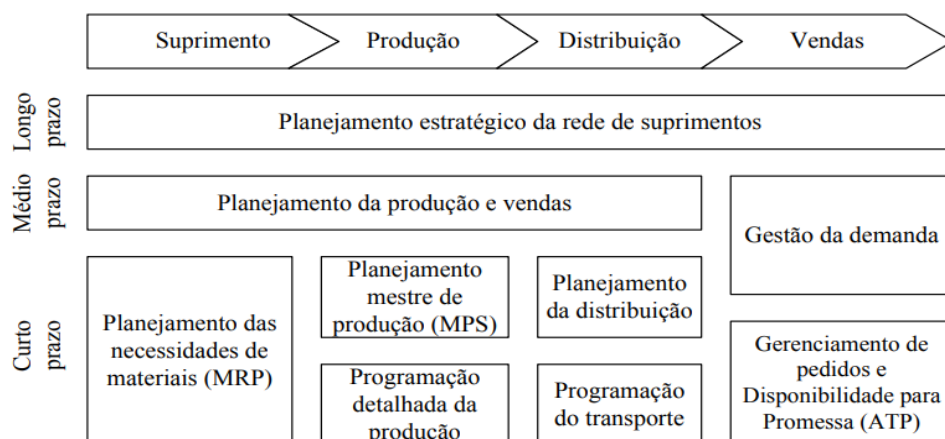 Suprimento
Produção
Distribuição
Vendas
Longo
prazo
Planejamento estratégico da rede de suprimentos
Médio
prazo
Planejamento da produção e vendas
Gestão da demanda
Curto
prazo
Planejamento das
necessidades de
materiais (MRP)
Planejamento
mestre de
produção (MPS)
Planejamento
da distribuição
Programação
detalhada da
produção
Programação
do transporte
Gerenciamento de
pedidos e
Disponibilidade para
Promessa (ATP)